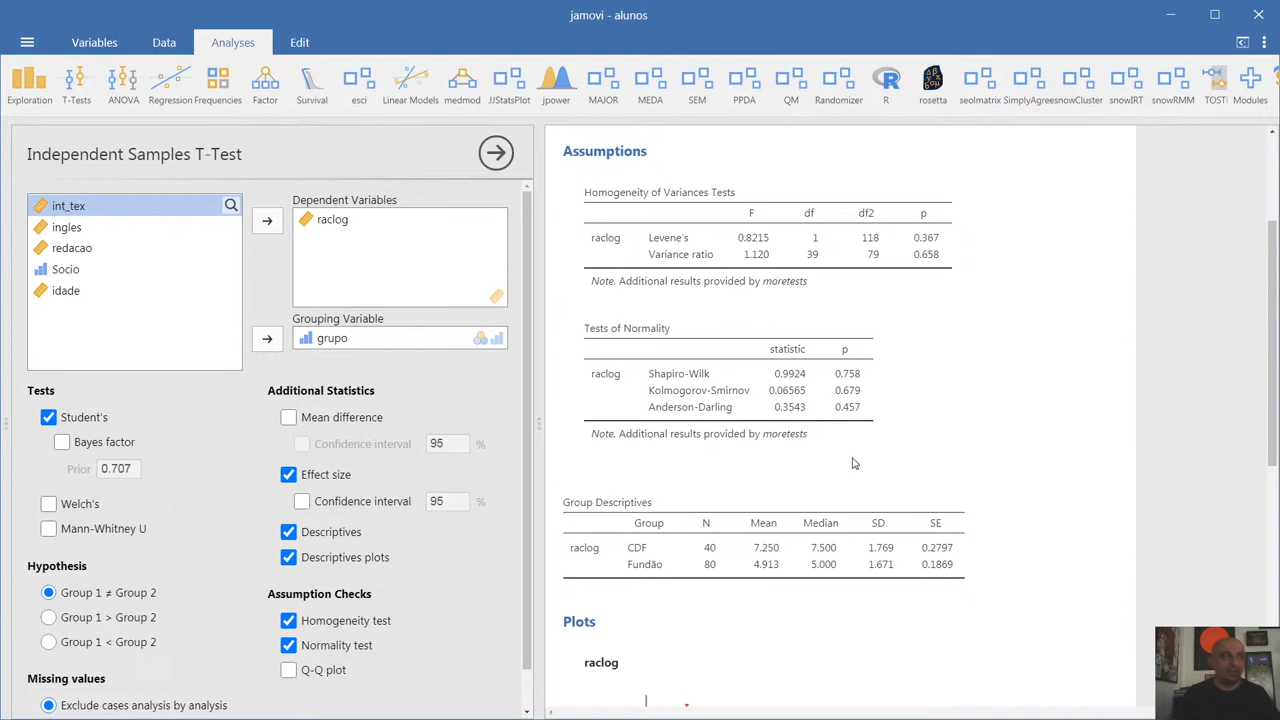 jamovi - alunos
Variables Data Analyses Edit
Exploration T-Tests ANOVA Regression Frequencies Factor Survival esci Linear Models medmod JJStatsPlot jpower MAJOR MEDA SEM PPDA QM Randomizer R rosetta seolmatrix SimplyAgree snowCluster snowIRT snowRMM TOST Modules
Independent Samples T-Test
int_tex
ingles
redacao
Socio
idade
Dependent Variables
raclog
Grouping Variable
grupo
Tests
Student's
Bayes factor
Prior 0.707
Welch's
Mann-Whitney U
Hypothesis
Group 1 ≠ Group 2
Group 1 > Group 2
Group 1 < Group 2
Missing values
Exclude cases analysis by analysis
Additional Statistics
Mean difference
Confidence interval 95 %
Effect size
Confidence interval 95 %
Descriptives
Descriptives plots
Assumption Checks
Homogeneity test
Normality test
Q-Q plot
Assumptions
Homogeneity of Variances Tests
F df df2 p
raclog Levene's 0.8215 1 118 0.367
Variance ratio 1.120 39 79 0.658
Note. Additional results provided by moretests
Tests of Normality
statistic p
raclog Shapiro-Wilk 0.9924 0.758
Kolmogorov-Smirnov 0.06565 0.679
Anderson-Darling 0.3543 0.457
Note. Additional results provided by moretests
Group Descriptives
Group N Mean Median SD SE
raclog CDF 40 7.250 7.500 1.769 0.2797
Fundão 80 4.913 5.000 1.671 0.1869
Plots
raclog